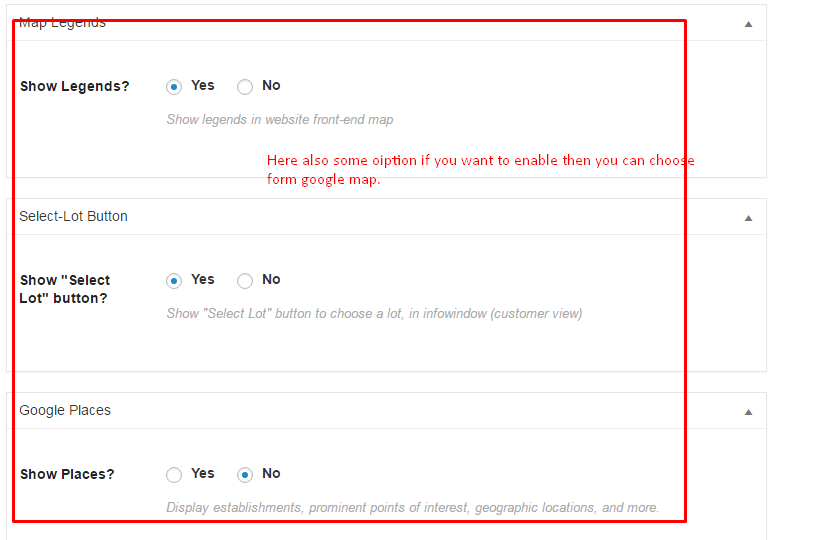 Map Legends
Show Legends?
Yes
No
Show legends in website front-end map
Here also some oiption if you want to enable then you can choose
form google map.
Select-Lot Button
Show "Select
Lot" button?
Yes
No
Show "Select Lot" button to choose a lot, in infowindow (customer view)
Google Places
Show Places?
Yes
No
Display establishments, prominent points of interest, geographic locations, and more.